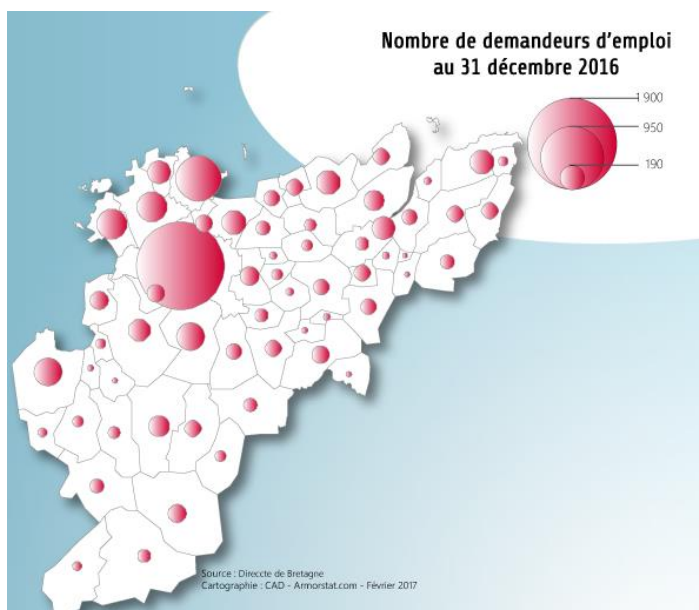 Nombre de demandeurs d'emploi
au 31 décembre 2016
1 900
950
190
Source : Direccte de Bretagne
Cartographie : CAD - Armorstat.com - Février 2017